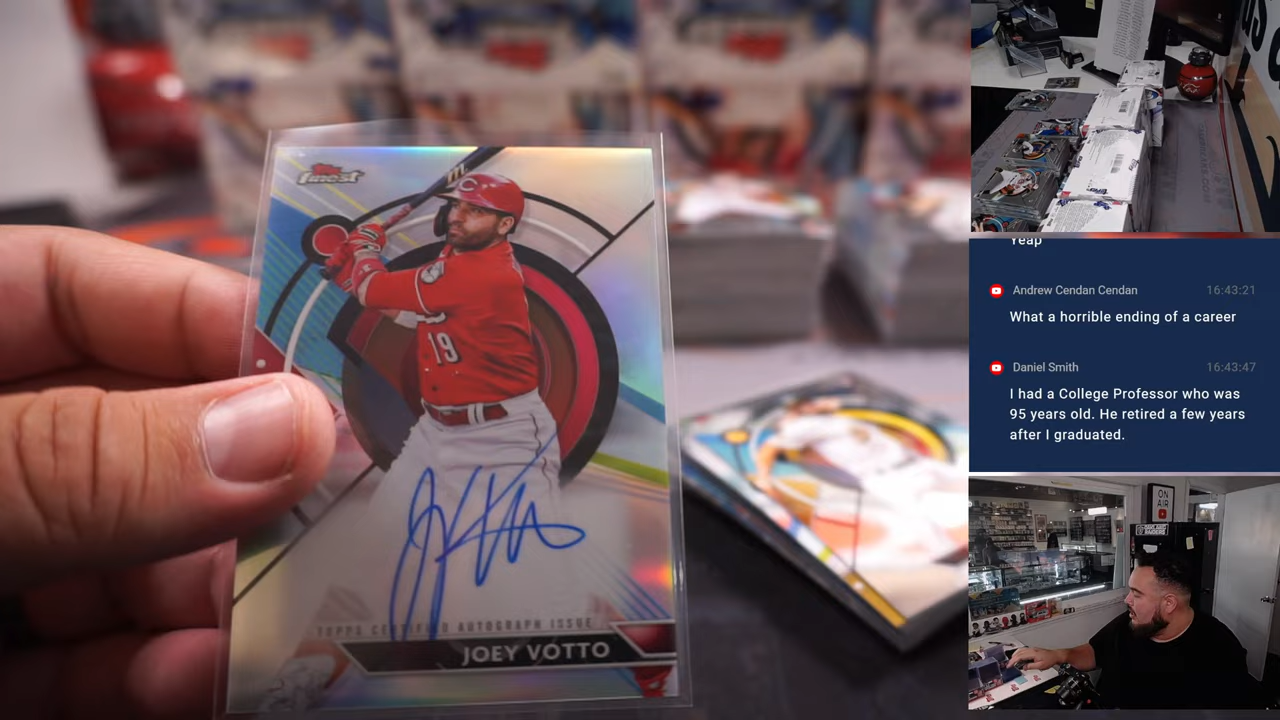 Topps
finest
19
TOPPS CERTIFIED AUTOGRAPH ISSUE
JOEY VOTTO
Yeap
Andrew Cendan Cendan 16:43:21
What a horrible ending of a career
Daniel Smith 16:43:47
I had a College Professor who was
95 years old. He retired a few years
after I graduated.
ON
AIR